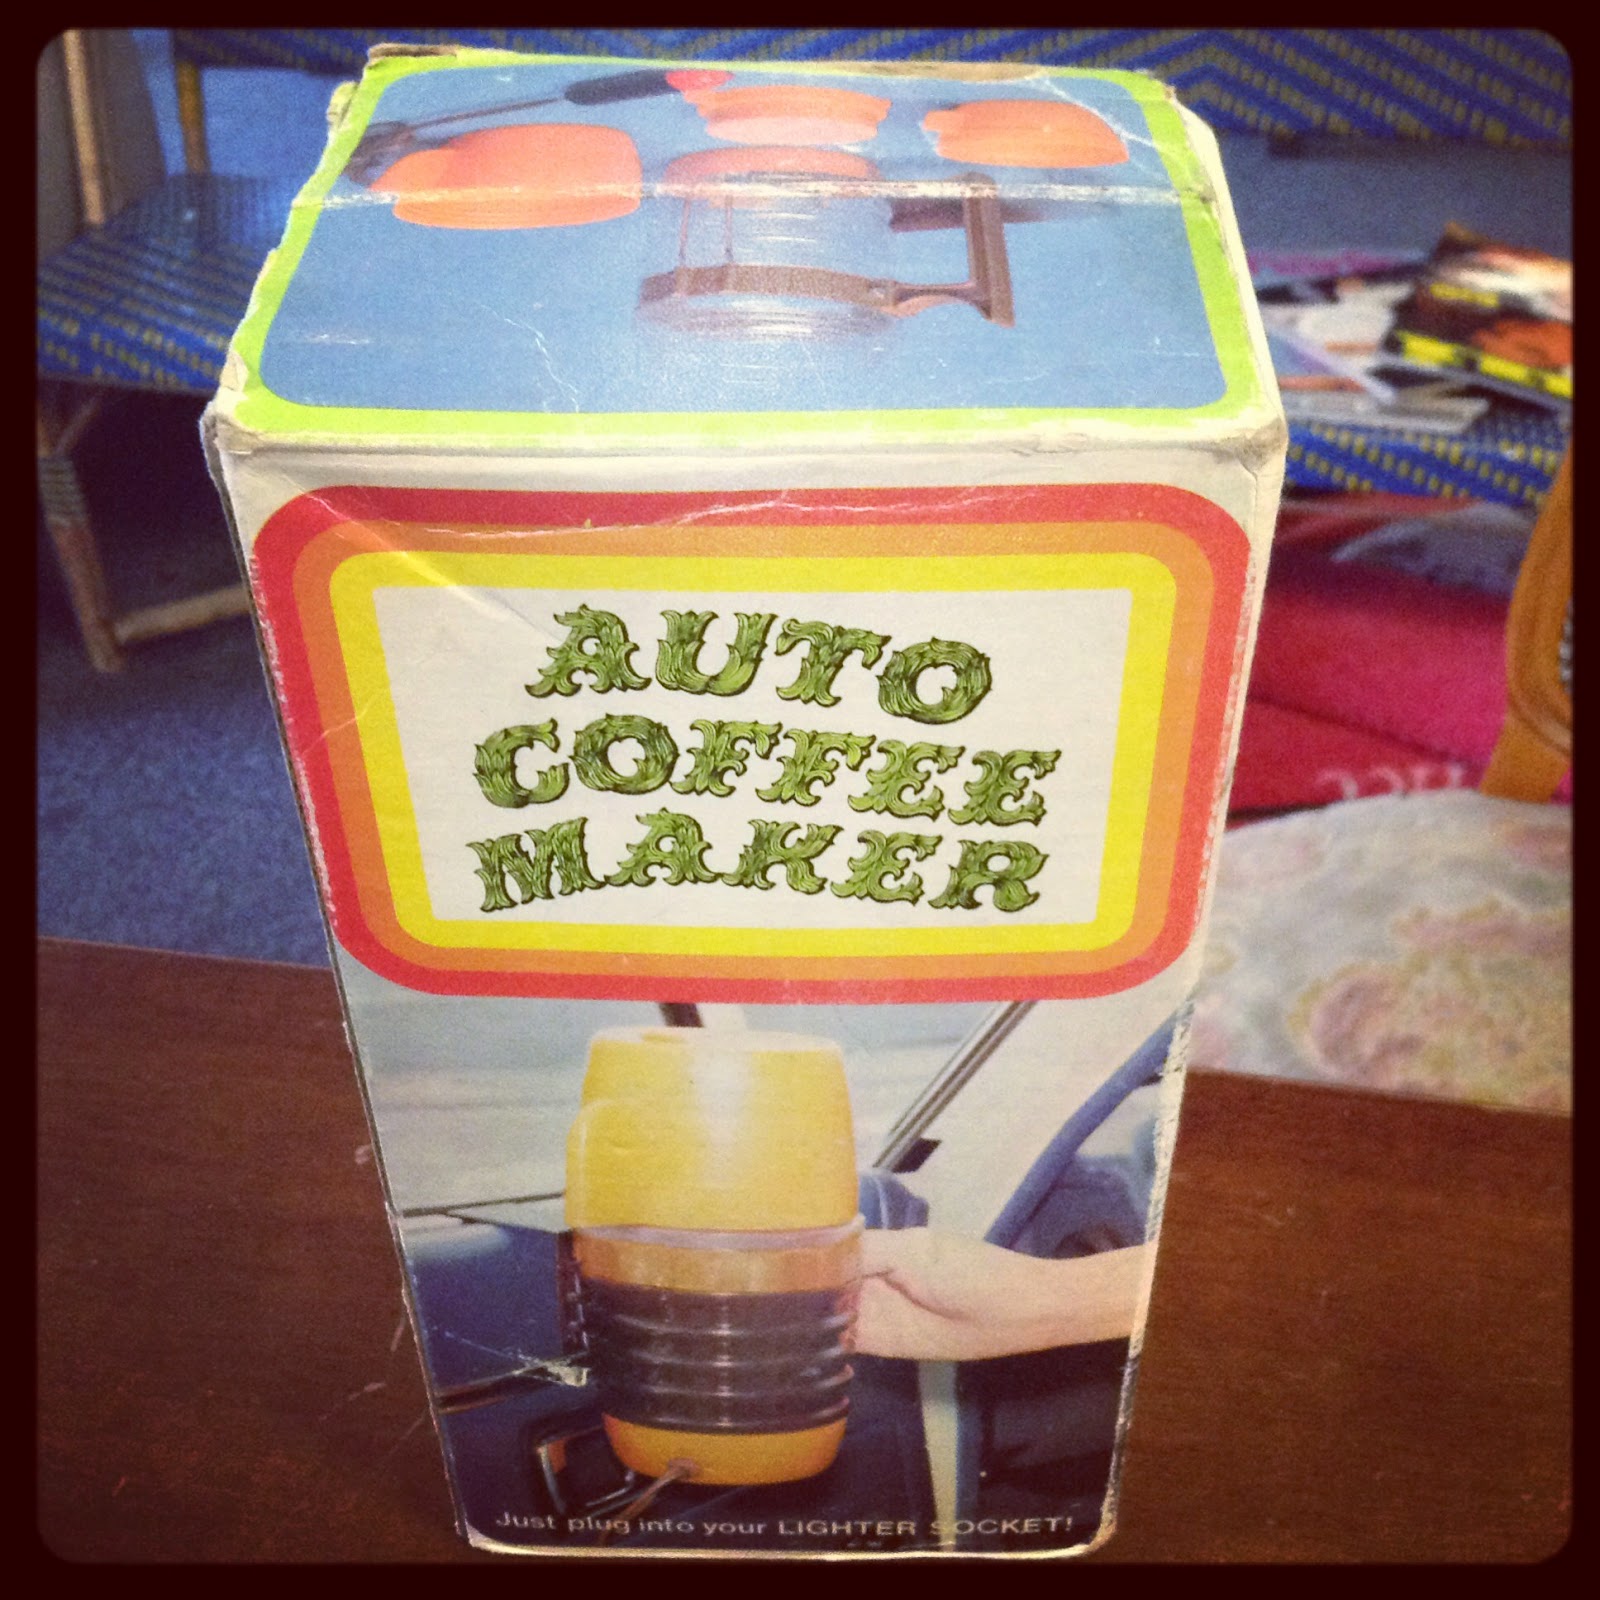 AUTO
COFFEE
MAKER
Just plug into your LIGHTER SOCKET!